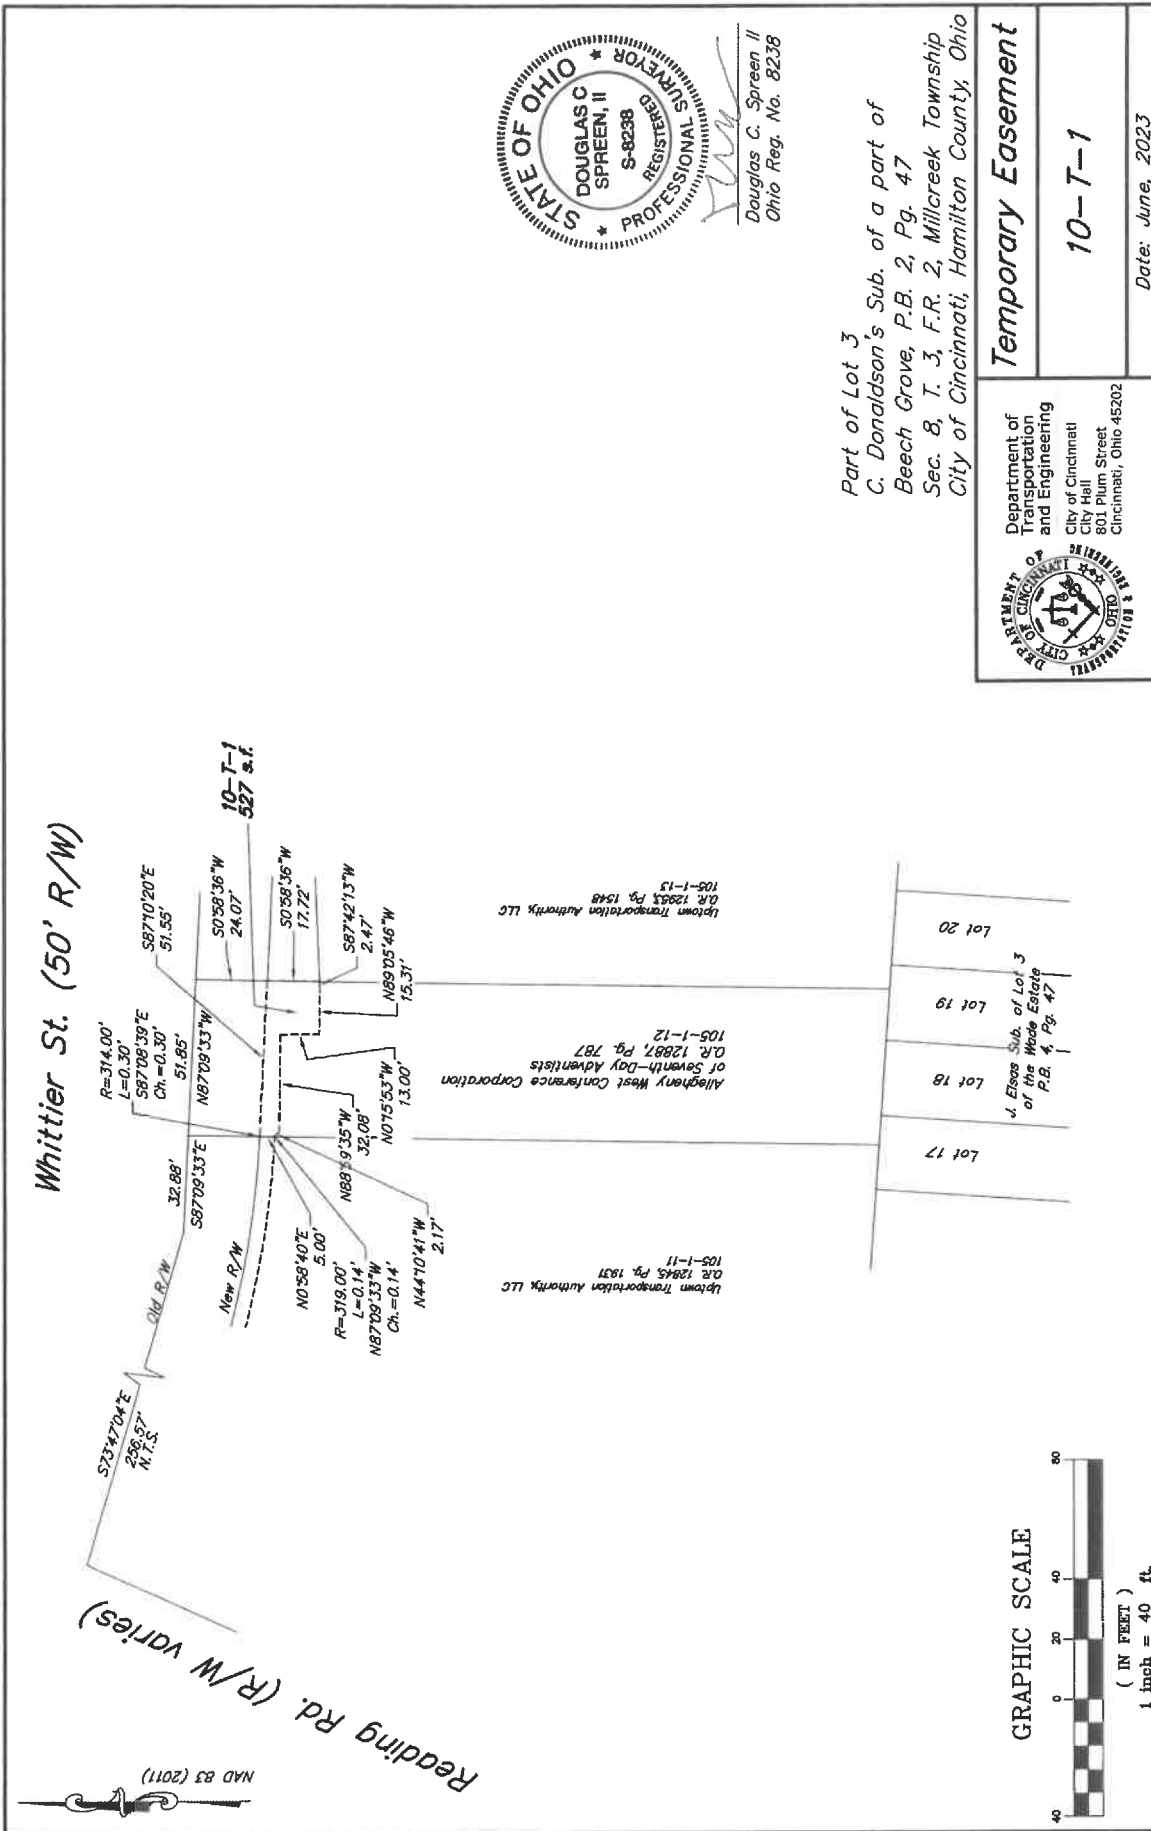 Whittier St. (50' R/W)
Reading Rd. (R/W varies)
NAD 83 (2011)
S73°47'04"E
256.57'
N.T.S.
Old R/W
New R/W
32.88'
S87°09'33"E
R=314.00'
L=0.30'
S87°08'39"E
Ch.=0.30'
51.85'
N87°09'33"W
S87°10'20"E
51.55'
S0°58'36"W
24.07'
10-T-1
527 s.f.
S0°58'36"W
17.72'
S87°42'13"W
2.47'
N89°05'46"W
15.31'
N0°15'53"W
13.00'
N88°59'35"W
32.08'
N44°10'41"W
2.17'
N0°58'40"E
5.00'
R=319.00'
L=0.14'
N87°09'33"W
Ch.=0.14'
Uptown Transportation Authority, LLC
O.R. 12845, Pg. 1931
105-1-11
Allegheny West Conference Corporation
of Seventh-Day Adventists
O.R. 12887, Pg. 787
105-1-12
Uptown Transportation Authority, LLC
O.R. 12953, Pg. 1548
105-1-13
Lot 17
Lot 18
Lot 19
Lot 20
J. Elsas Sub. of Lot 3
of the Wade Estate
P.B. 4, Pg. 47
STATE OF OHIO
DOUGLAS C
SPREEN, II
S-8238
REGISTERED
PROFESSIONAL SURVEYOR
Douglas C. Spreen II
Ohio Reg. No. 8238
Part of Lot 3
C. Donaldson's Sub. of a part of
Beech Grove, P.B. 2, Pg. 47
Sec. 8, T. 3, F.R. 2, Millcreek Township
City of Cincinnati, Hamilton County, Ohio
GRAPHIC SCALE
40 0 20 40 80
( IN FEET )
1 inch = 40 ft.
DEPARTMENT OF
TRANSPORTATION & ENGINEERING
CITY OF CINCINNATI
OHIO
Department of
Transportation
and Engineering
City of Cincinnati
City Hall
801 Plum Street
Cincinnati, Ohio 45202
Temporary Easement
10-T-1
Date: June, 2023